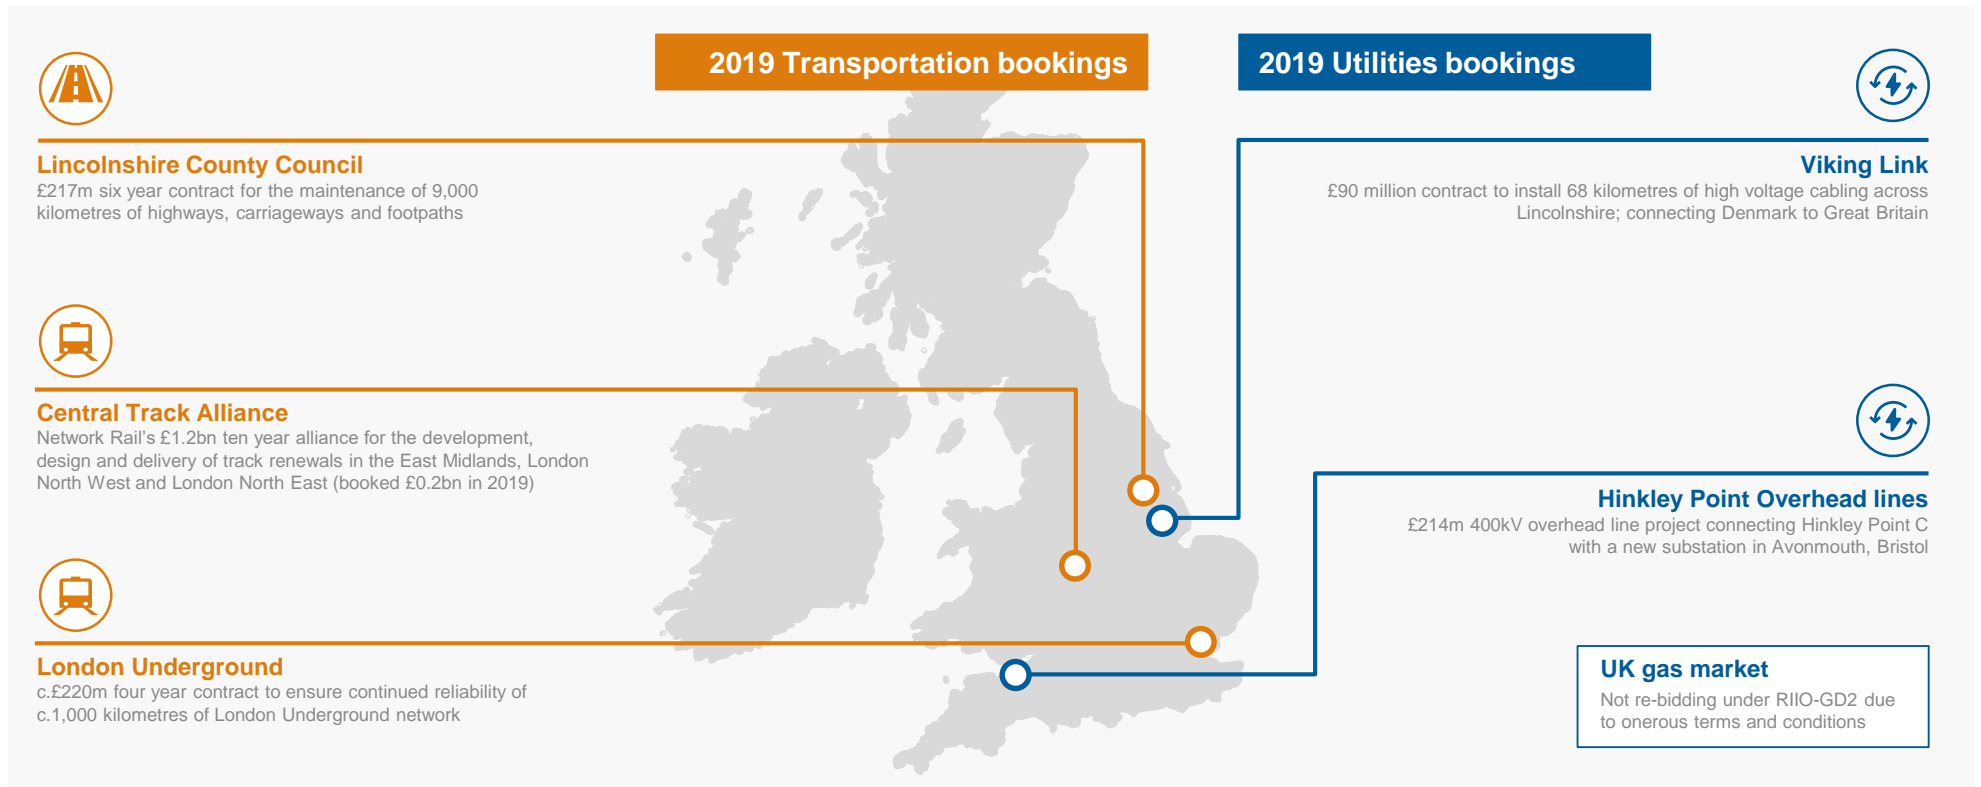 2019 Transportation bookings
2019 Utilities bookings
Lincolnshire County Council
£217m six year contract for the maintenance of 9,000
kilometres of highways, carriageways and footpaths
Central Track Alliance
Network Rail's £1.2bn ten year alliance for the development,
design and delivery of track renewals in the East Midlands, London
North West and London North East (booked £0.2bn in 2019)
London Underground
c.£220m four year contract to ensure continued reliability of
c.1,000 kilometres of London Underground network
Viking Link
£90 million contract to install 68 kilometres of high voltage cabling across
Lincolnshire; connecting Denmark to Great Britain
Hinkley Point Overhead lines
£214m 400kV overhead line project connecting Hinkley Point C
with a new substation in Avonmouth, Bristol
UK gas market
Not re-bidding under RIIO-GD2 due
to onerous terms and conditions